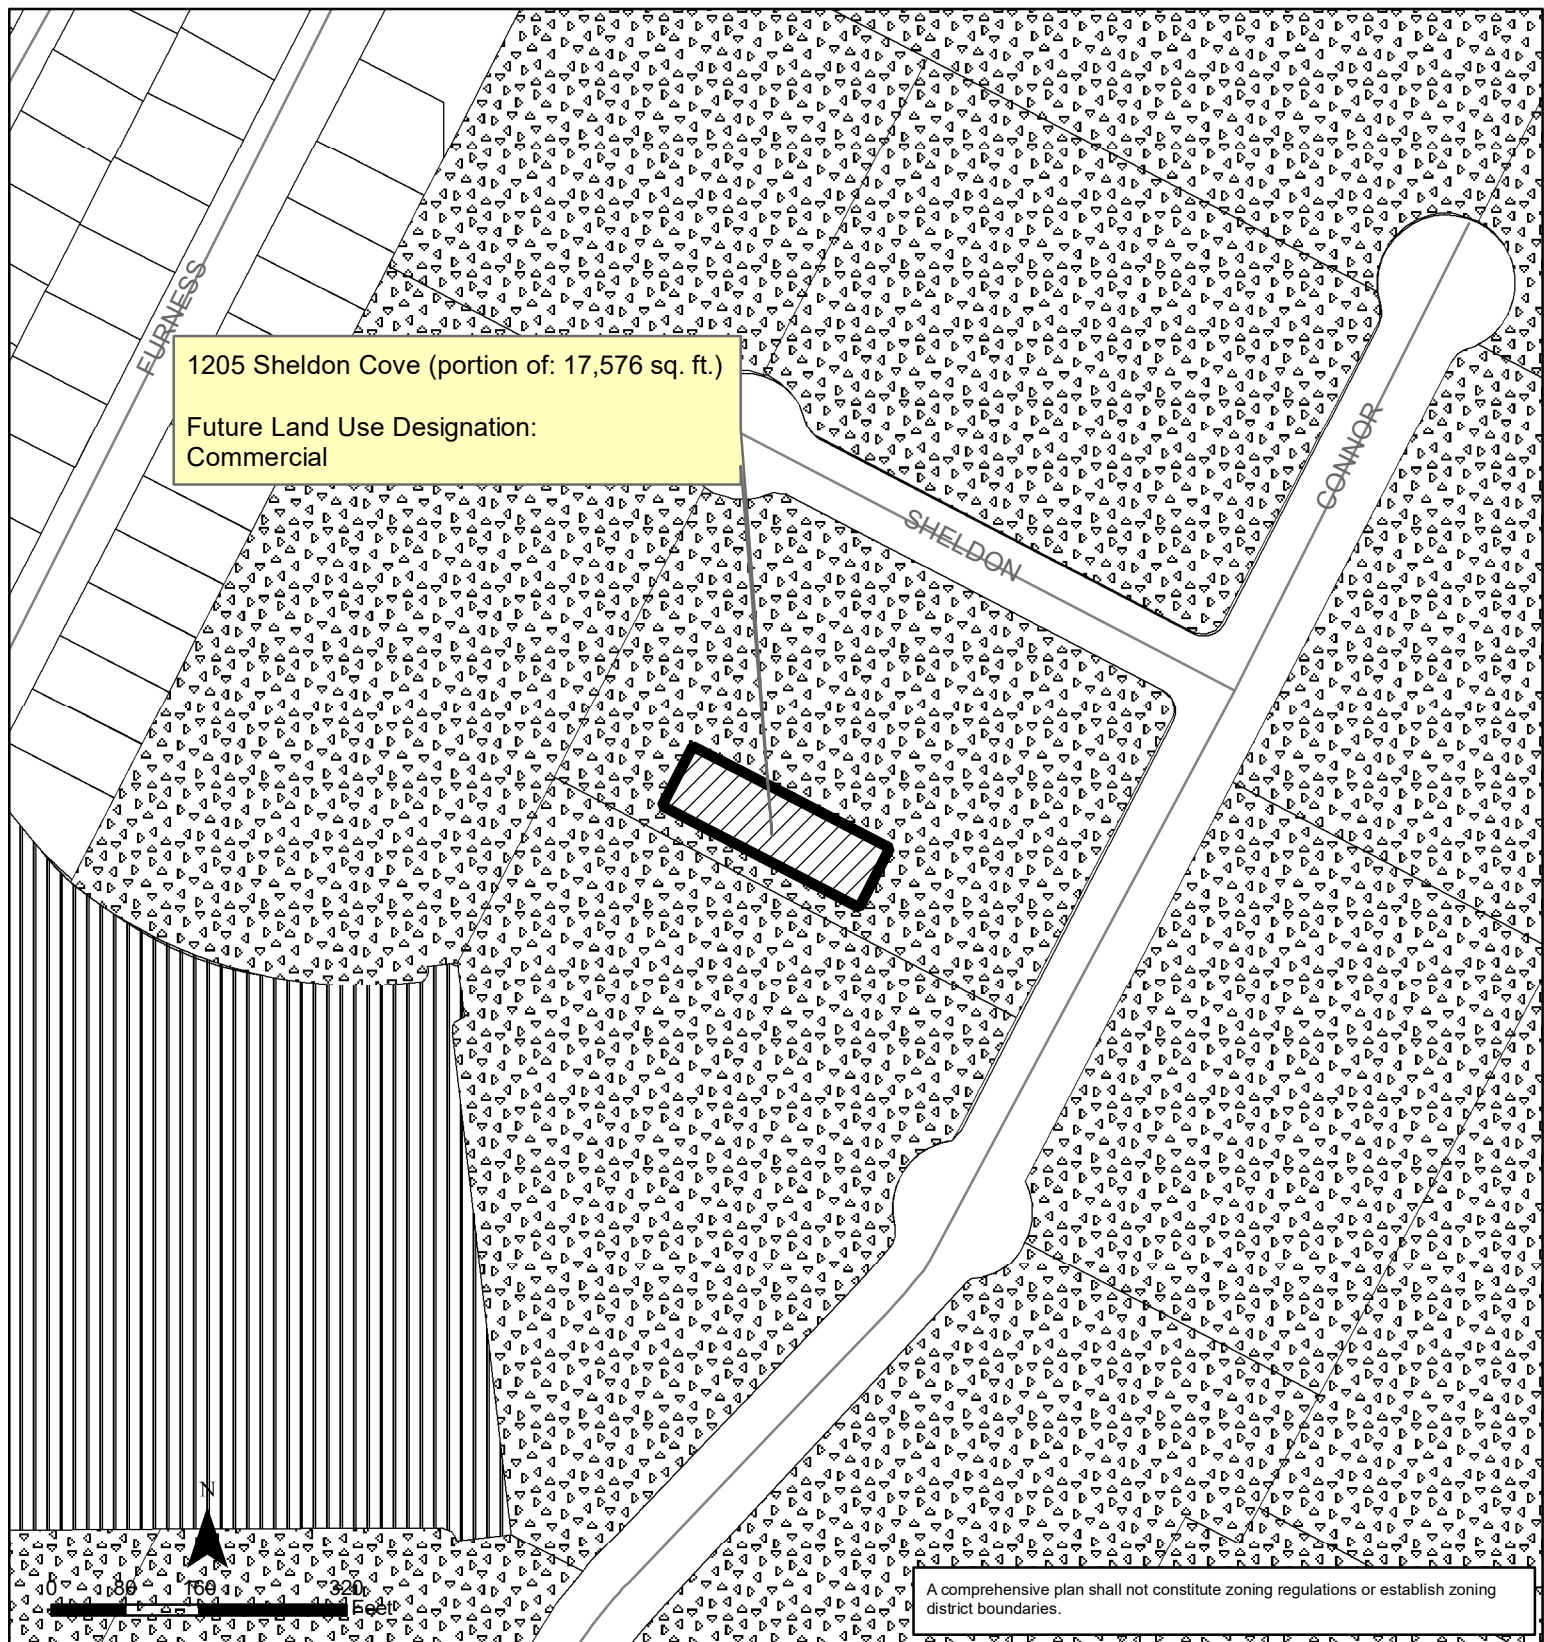 FURNESS
1205 Sheldon Cove (portion of: 17,576 sq. ft.)
Future Land Use Designation:
Commercial
CONNOR
SHELDON
N
0 80 160 320
Feet
A comprehensive plan shall not constitute zoning regulations or establish zoning
district boundaries.